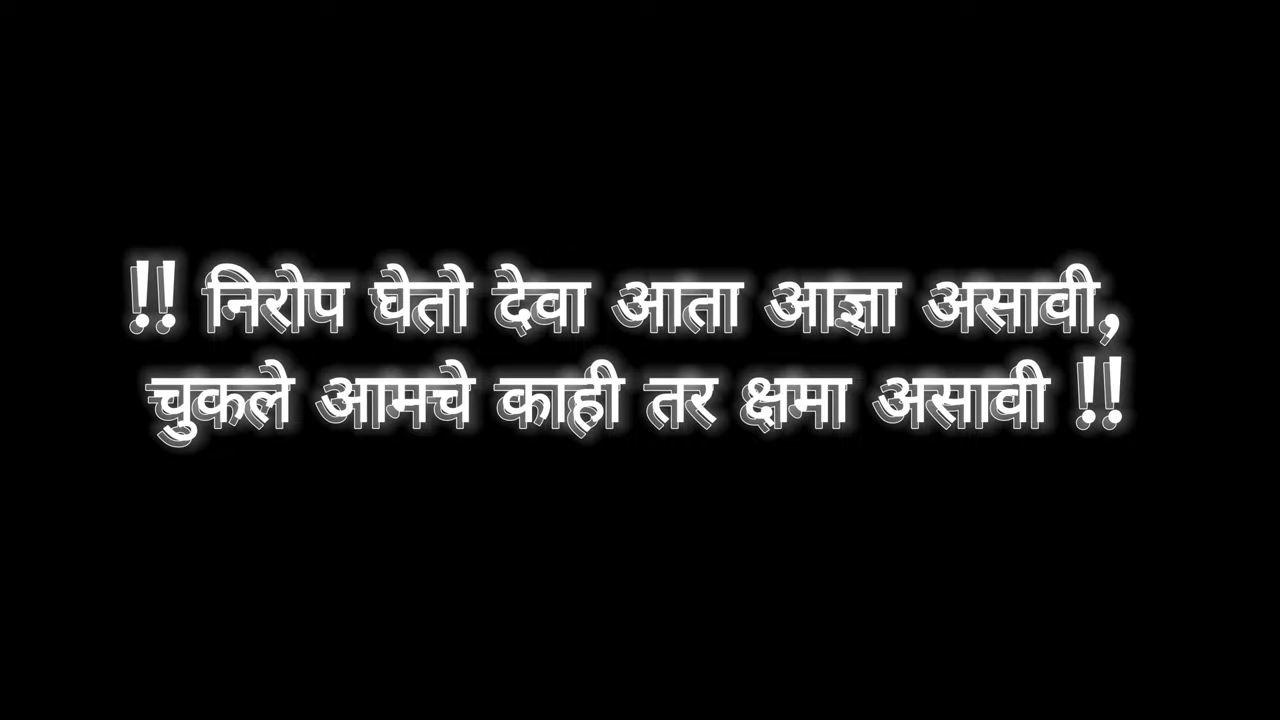 !! निरोप घेतो देवा आता आज्ञा असावी,
चुकले आमचे काही तर क्षमा असावी !!